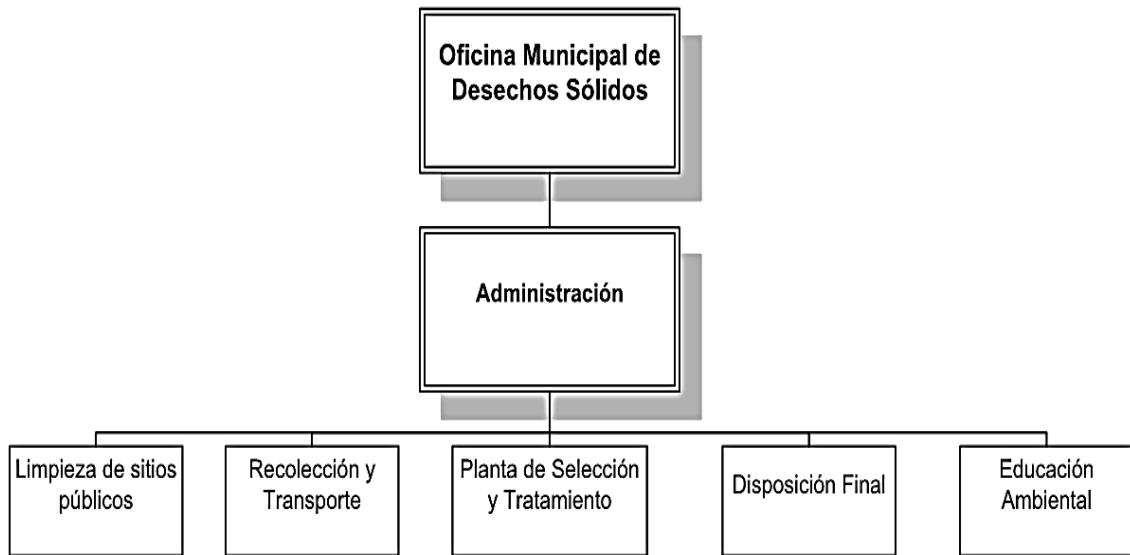 Oficina Municipal de
Desechos Sólidos
Administración
Limpieza de sitios
públicos
Recolección y
Transporte
Planta de Selección
y Tratamiento
Disposición Final
Educación
Ambiental